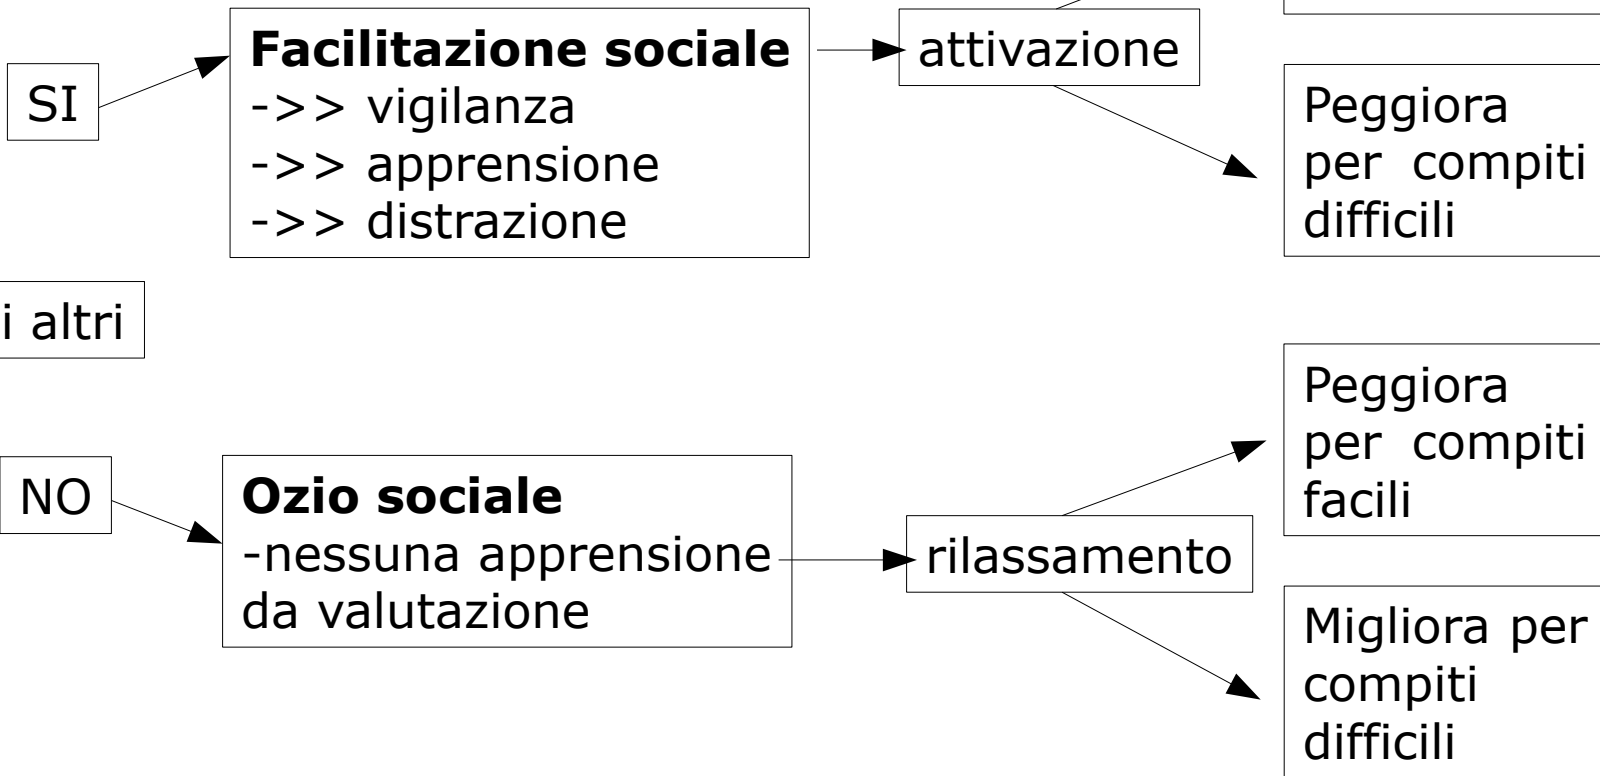 SI
Facilitazione sociale
->> vigilanza
->> apprensione
->> distrazione
attivazione
Peggiora
per compiti
difficili
i altri
NO
Ozio sociale
-nessuna apprensione
da valutazione
rilassamento
Peggiora
per compiti
facili
Migliora per
compiti
difficili